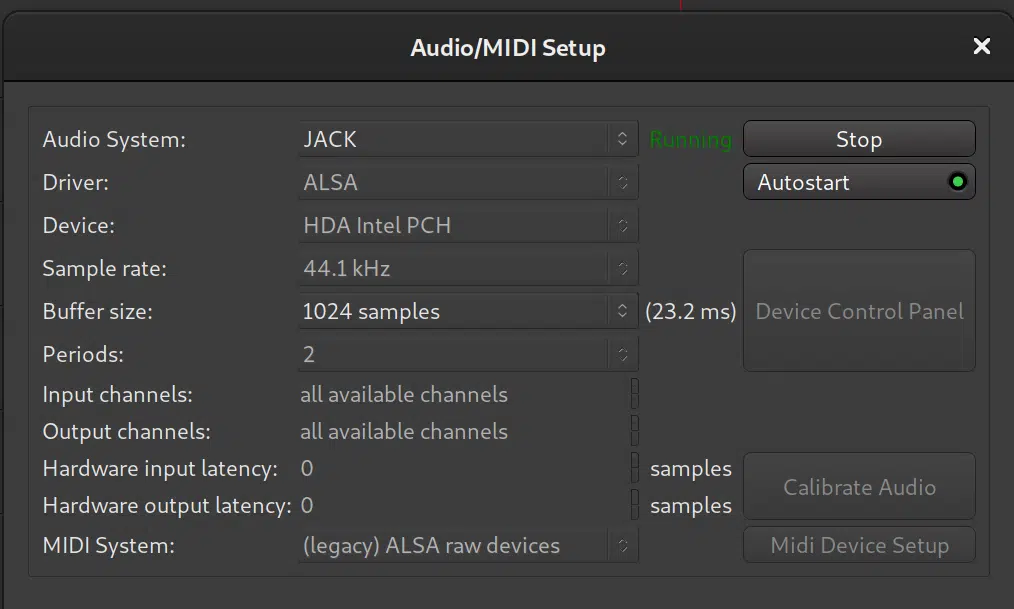 Audio/MIDI Setup
Audio System: JACK Running Stop
Driver: ALSA Autostart
Device: HDA Intel PCH
Sample rate: 44.1 kHz
Buffer size: 1024 samples (23.2 ms) Device Control Panel
Periods: 2
Input channels: all available channels
Output channels: all available channels
Hardware input latency: 0 samples
Calibrate Audio
Hardware output latency: 0 samples
MIDI System: (legacy) ALSA raw devices Midi Device Setup